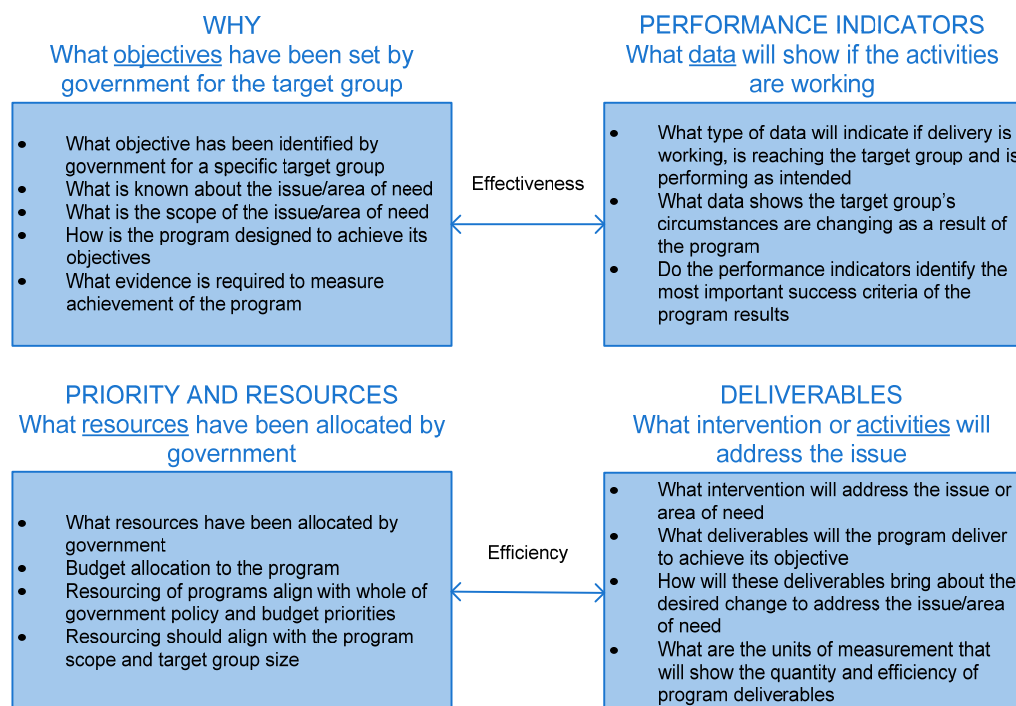 WHY
What objectives have been set by
government for the target group
• What objective has been identified by
government for a specific target group
• What is known about the issue/area of need
• What is the scope of the issue/area of need
• How is the program designed to achieve its
objectives
• What evidence is required to measure
achievement of the program
Effectiveness
PERFORMANCE INDICATORS
What data will show if the activities
are working
• What type of data will indicate if delivery is
working, is reaching the target group and is
performing as intended
• What data shows the target group's
circumstances are changing as a result of
the program
• Do the performance indicators identify the
most important success criteria of the
program results
PRIORITY AND RESOURCES
What resources have been allocated by
government
• What resources have been allocated by
government
• Budget allocation to the program
• Resourcing of programs align with whole of
government policy and budget priorities
• Resourcing should align with the program
scope and target group size
Efficiency
DELIVERABLES
What intervention or activities will
address the issue
• What intervention will address the issue or
area of need
• What deliverables will the program deliver
to achieve its objective
• How will these deliverables bring about the
desired change to address the issue/area
of need
• What are the units of measurement that
will show the quantity and efficiency of
program deliverables